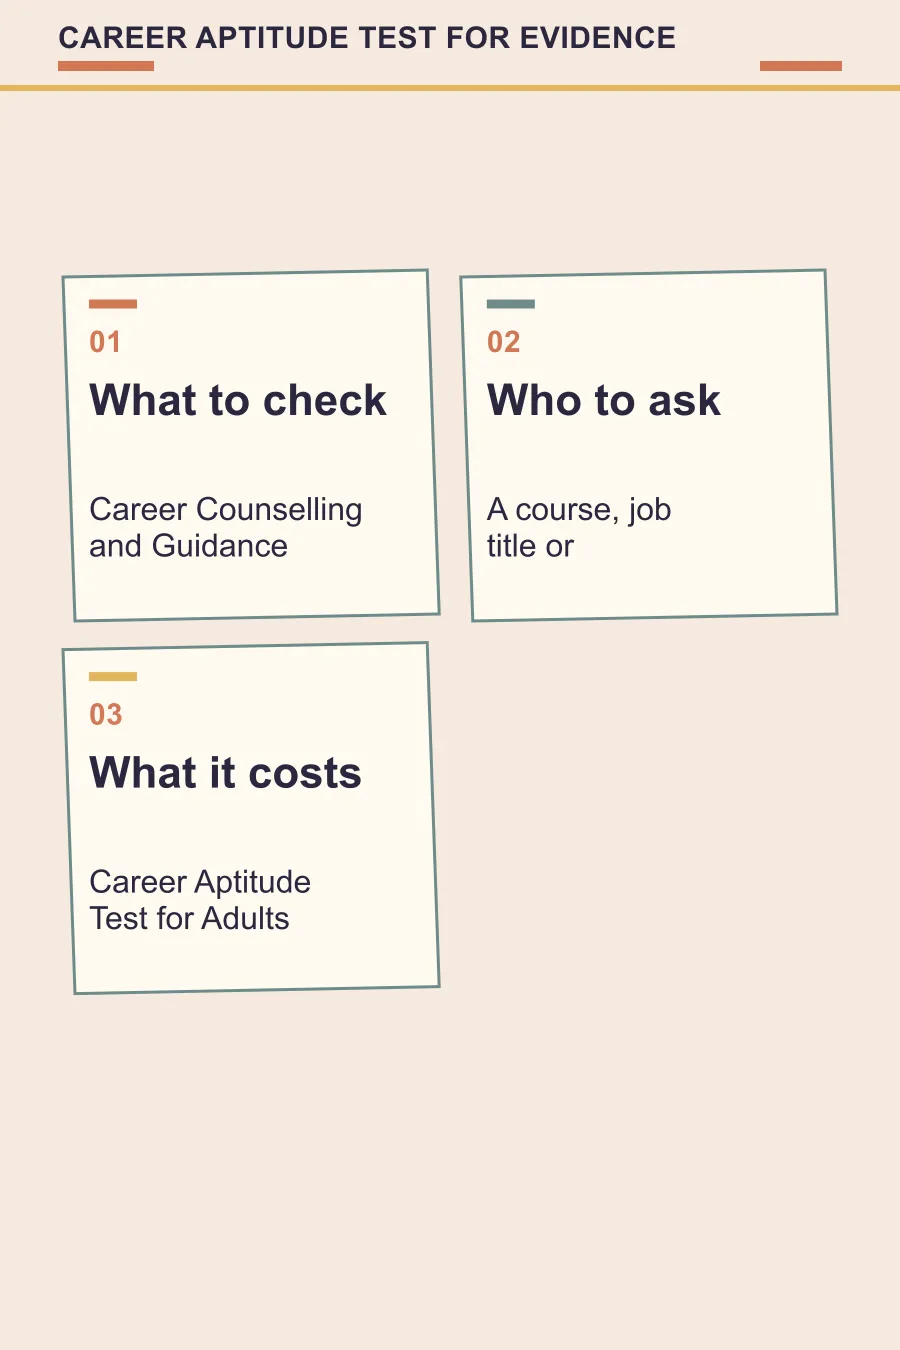 CAREER APTITUDE TEST FOR EVIDENCE
01
What to check
Career Counselling
and Guidance
02
Who to ask
A course, job
title or
03
What it costs
Career Aptitude
Test for Adults